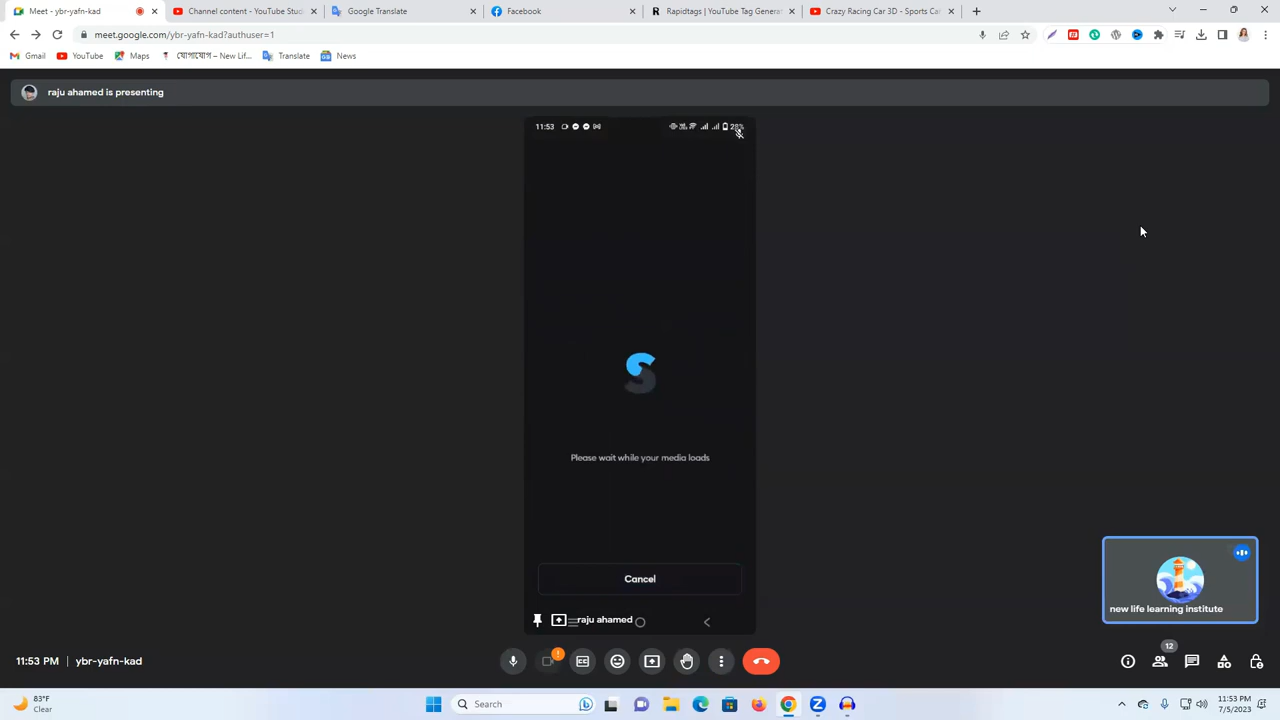 Meet - ybr-yafn-kad
Channel content - YouTube Stud
Google Translate
Facebook
Rapidtags | YouTube Tag Generat
Crazy Racing Car 3D - Sports Car
meet.google.com/ybr-yafn-kad?authuser=1
Gmail
YouTube
Maps
যোগাযোগ – New Lif...
Translate
News
raju ahamed is presenting
11:53
28%
Please wait while your media loads
Cancel
raju ahamed
new life learning institute
11:53 PM | ybr-yafn-kad
12
83°F
Clear
Search
11:53 PM
7/5/2023